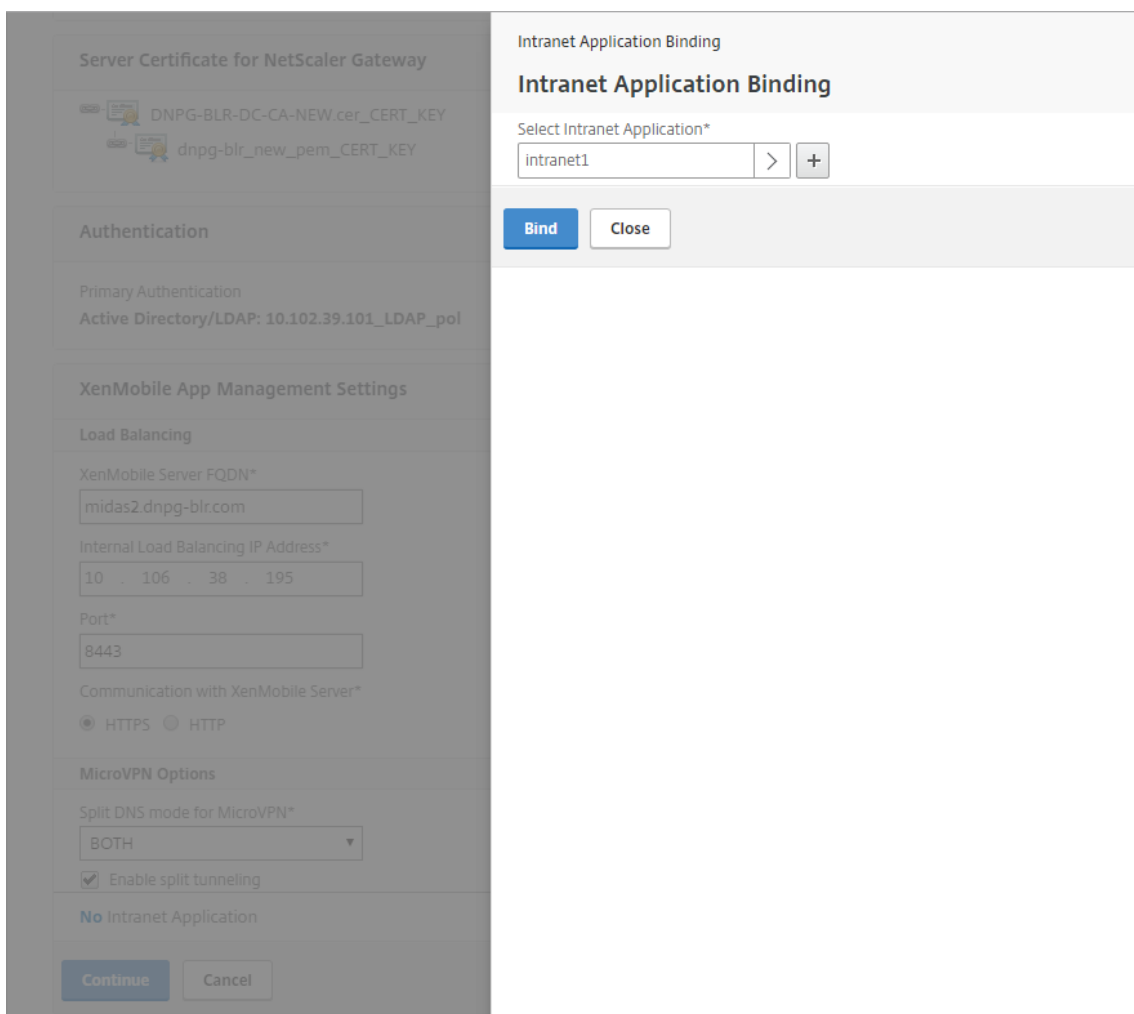 Server Certificate for NetScaler Gateway
DNPG-BLR-DC-CA-NEW.cer_CERT_KEY
dnpg-blr_new_pem_CERT_KEY
Authentication
Primary Authentication
Active Directory/LDAP: 10.102.39.101_LDAP_pol
XenMobile App Management Settings
Load Balancing
XenMobile Server FQDN*
midas2.dnpg-blr.com
Internal Load Balancing IP Address*
10 . 106 . 38 . 195
Port*
8443
Communication with XenMobile Server*
HTTPS HTTP
MicroVPN Options
Split DNS mode for MicroVPN*
BOTH
Enable split tunneling
No Intranet Application
Continue Cancel
Intranet Application Binding
Intranet Application Binding
Select Intranet Application*
intranet1
Bind Close